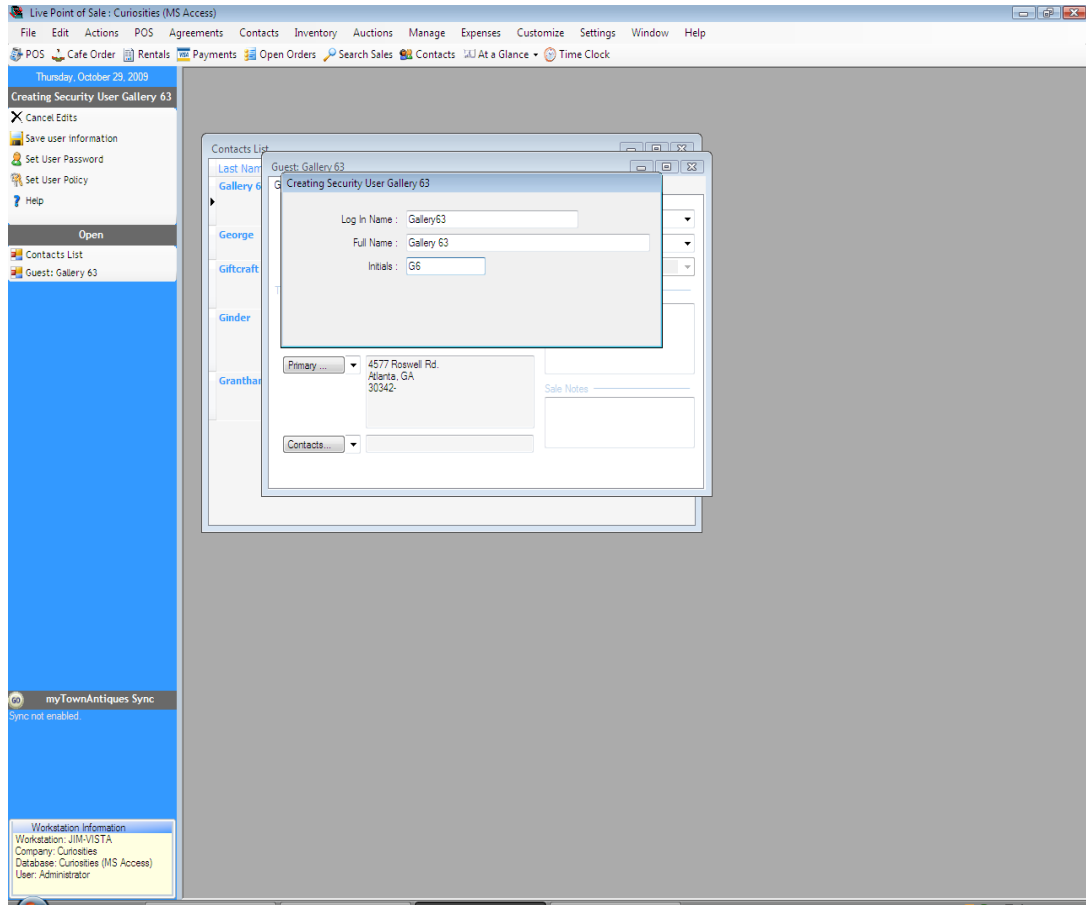 Live Point of Sale : Curiosities (MS Access)
File Edit Actions POS Agreements Contacts Inventory Auctions Manage Expenses Customize Settings Window Help
POS Cafe Order Rentals VISA Payments Open Orders Search Sales Contacts At a Glance Time Clock
Thursday, October 29, 2009
Creating Security User Gallery 63
Cancel Edits
Save user information
Set User Password
Set User Policy
Help
Open
Contacts List
Guest: Gallery 63
Contacts List
Last Nam
Gallery 6
George
Giftcraft
Ginder
Granthar
Guest: Gallery 63
G
Creating Security User Gallery 63
Log In Name : Gallery63
Full Name : Gallery 63
Initials : G6
T
Primary ...
4577 Roswell Rd.
Atlanta, GA
30342-
Sale Notes
Contacts...
GO myTownAntiques Sync
Sync not enabled.
Workstation Information
Workstation: JIM-VISTA
Company: Curiosities
Database: Curiosities (MS Access)
User: Administrator